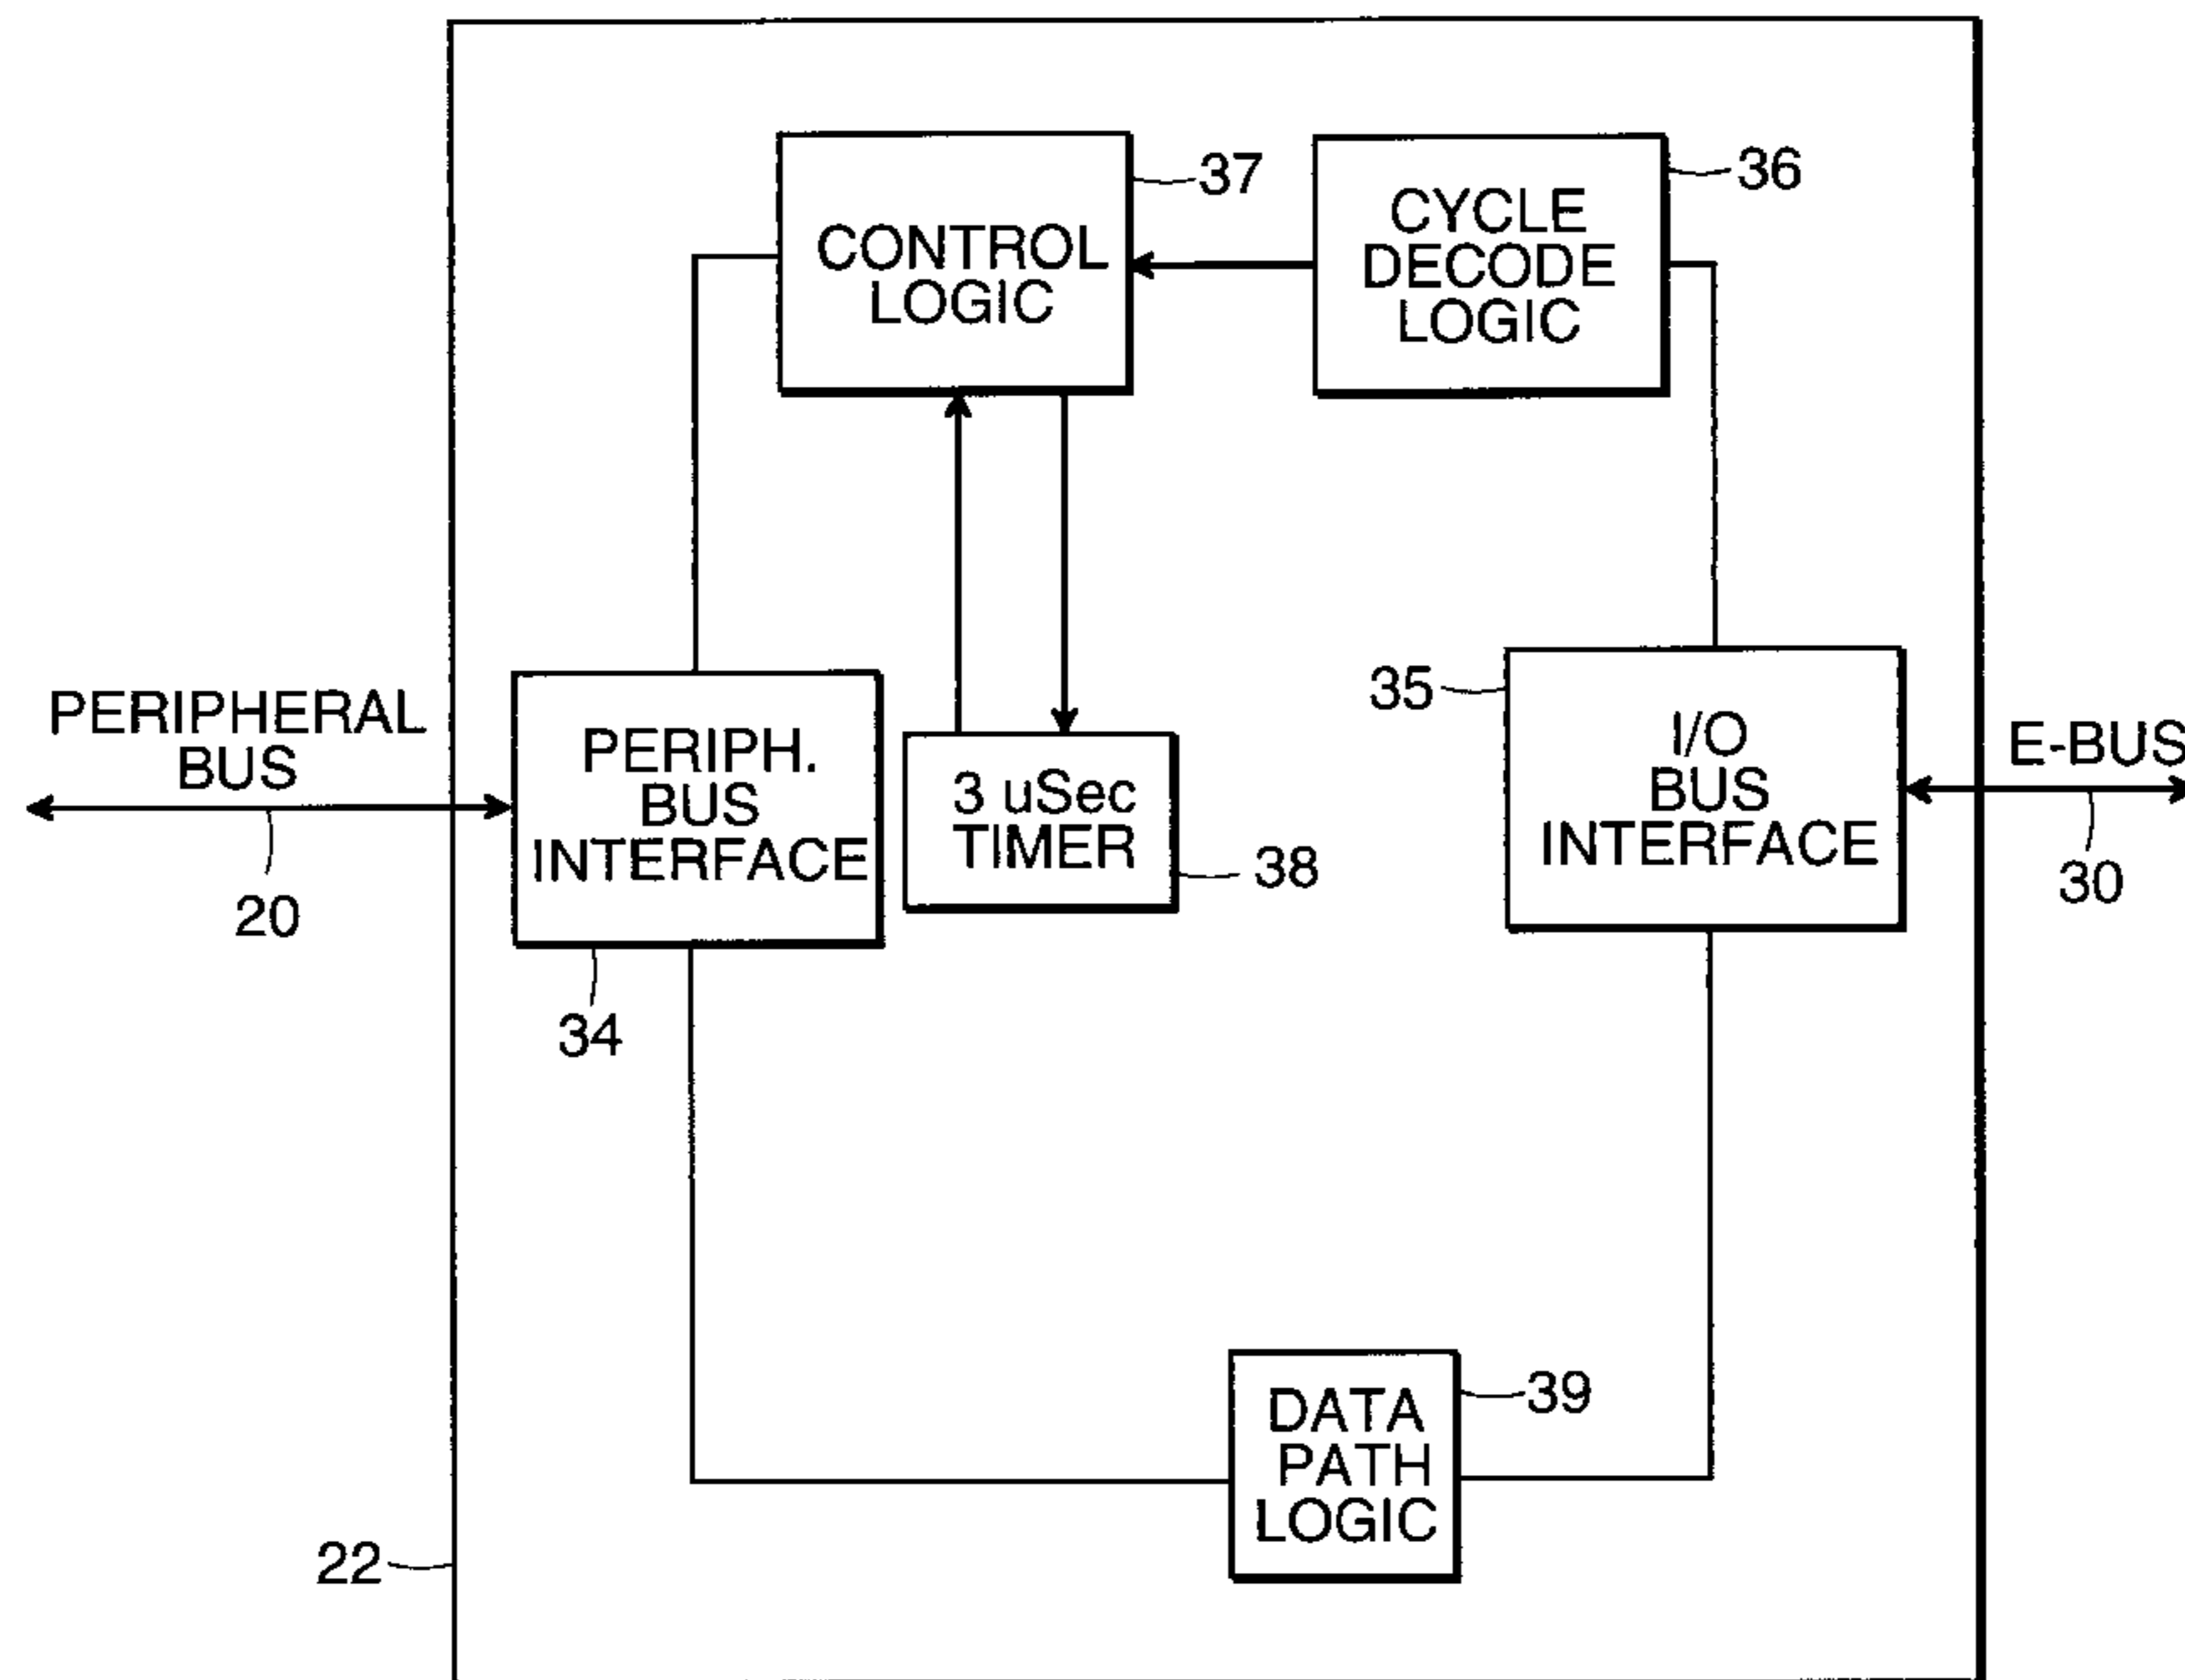 37
36
CONTROL
LOGIC
CYCLE
DECODE
LOGIC
PERIPHERAL
BUS
20
PERIPH.
BUS
INTERFACE
34
3 uSec
TIMER
38
35
I/O
BUS
INTERFACE
E-BUS
30
DATA
PATH
LOGIC
39
22